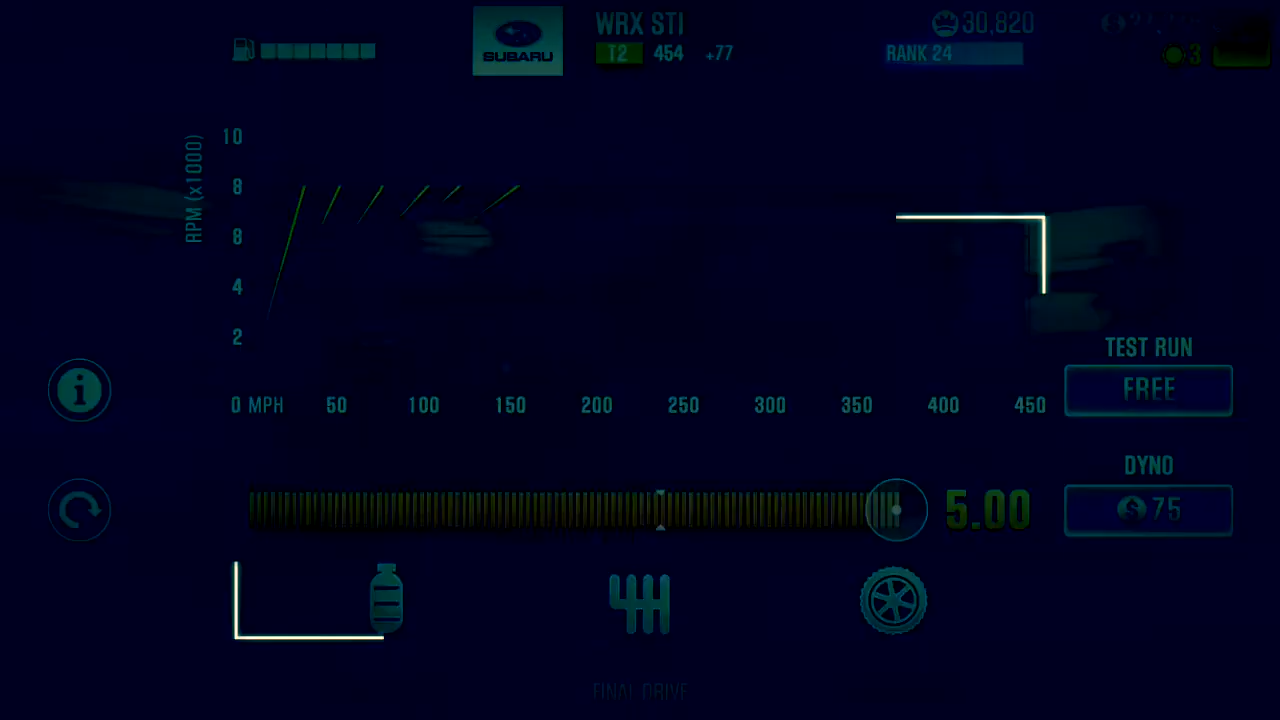 SUBARU
WRX STI
T2 454 +77
30,820
RANK 24
3
RPM (x1000)
10
8
8
4
2
0 MPH 50 100 150 200 250 300 350 400 450
TEST RUN
FREE
5.00
DYNO
$ 75
FINAL DRIVE